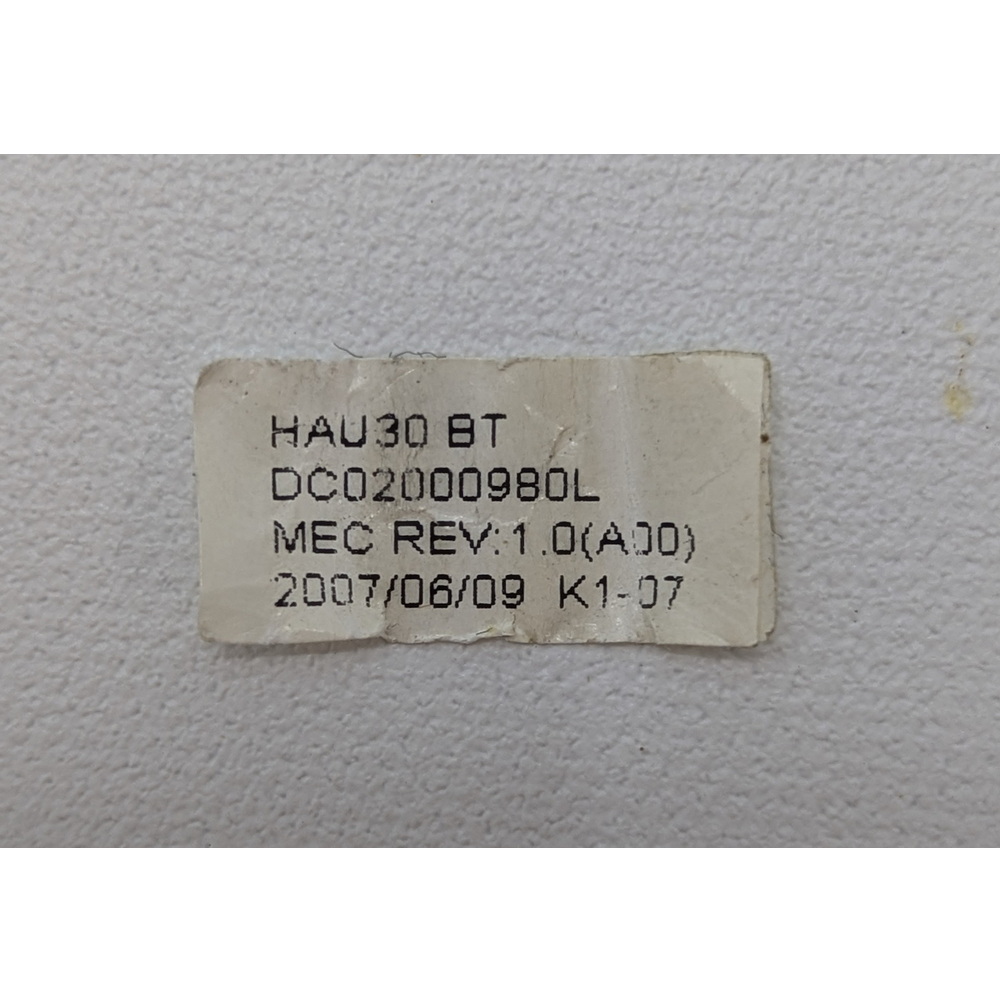 HAU30 BT
DC02000980L
MEC REV:1.0(A00)
2007/06/09 K1-07